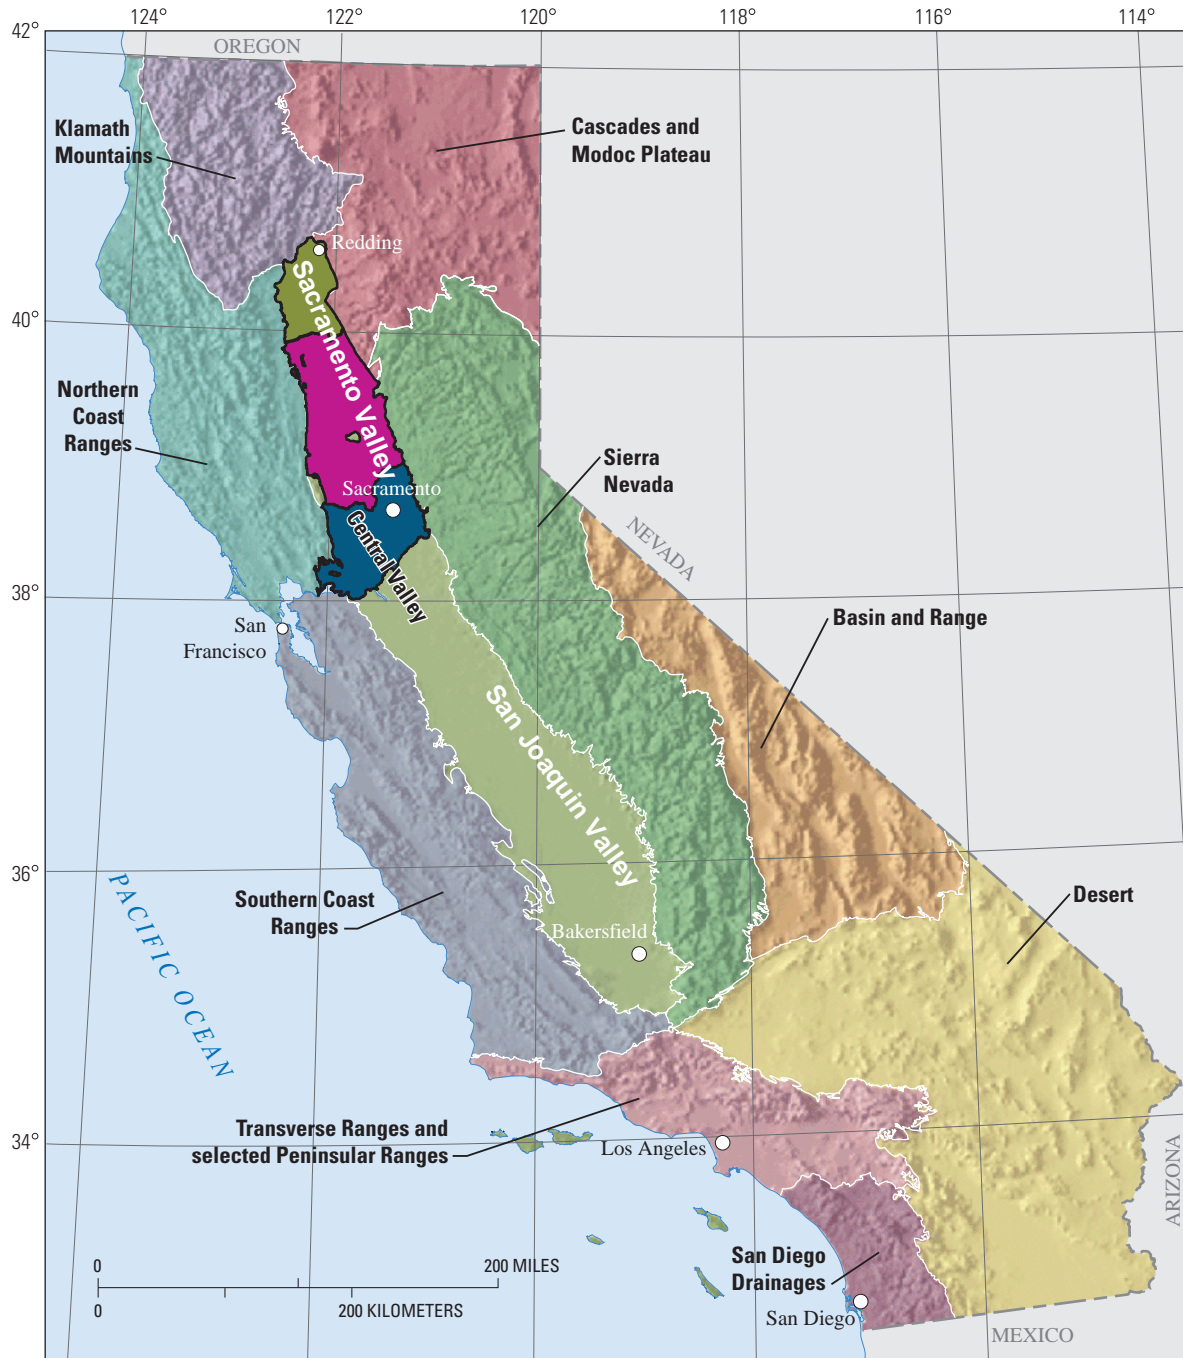 124°
122°
120°
118°
116°
114°
42°
OREGON
Klamath
Mountains
Cascades and
Modoc Plateau
Redding
Sacramento Valley
40°
Northern
Coast
Ranges
Sierra
Nevada
Sacramento
Central Valley
NEVADA
38°
San
Francisco
Basin and Range
San Joaquin Valley
36°
PACIFIC OCEAN
Southern Coast
Ranges
Bakersfield
Desert
34°
Transverse Ranges and
selected Peninsular Ranges
Los Angeles
ARIZONA
San Diego
Drainages
San Diego
MEXICO
0
200 MILES
0
200 KILOMETERS